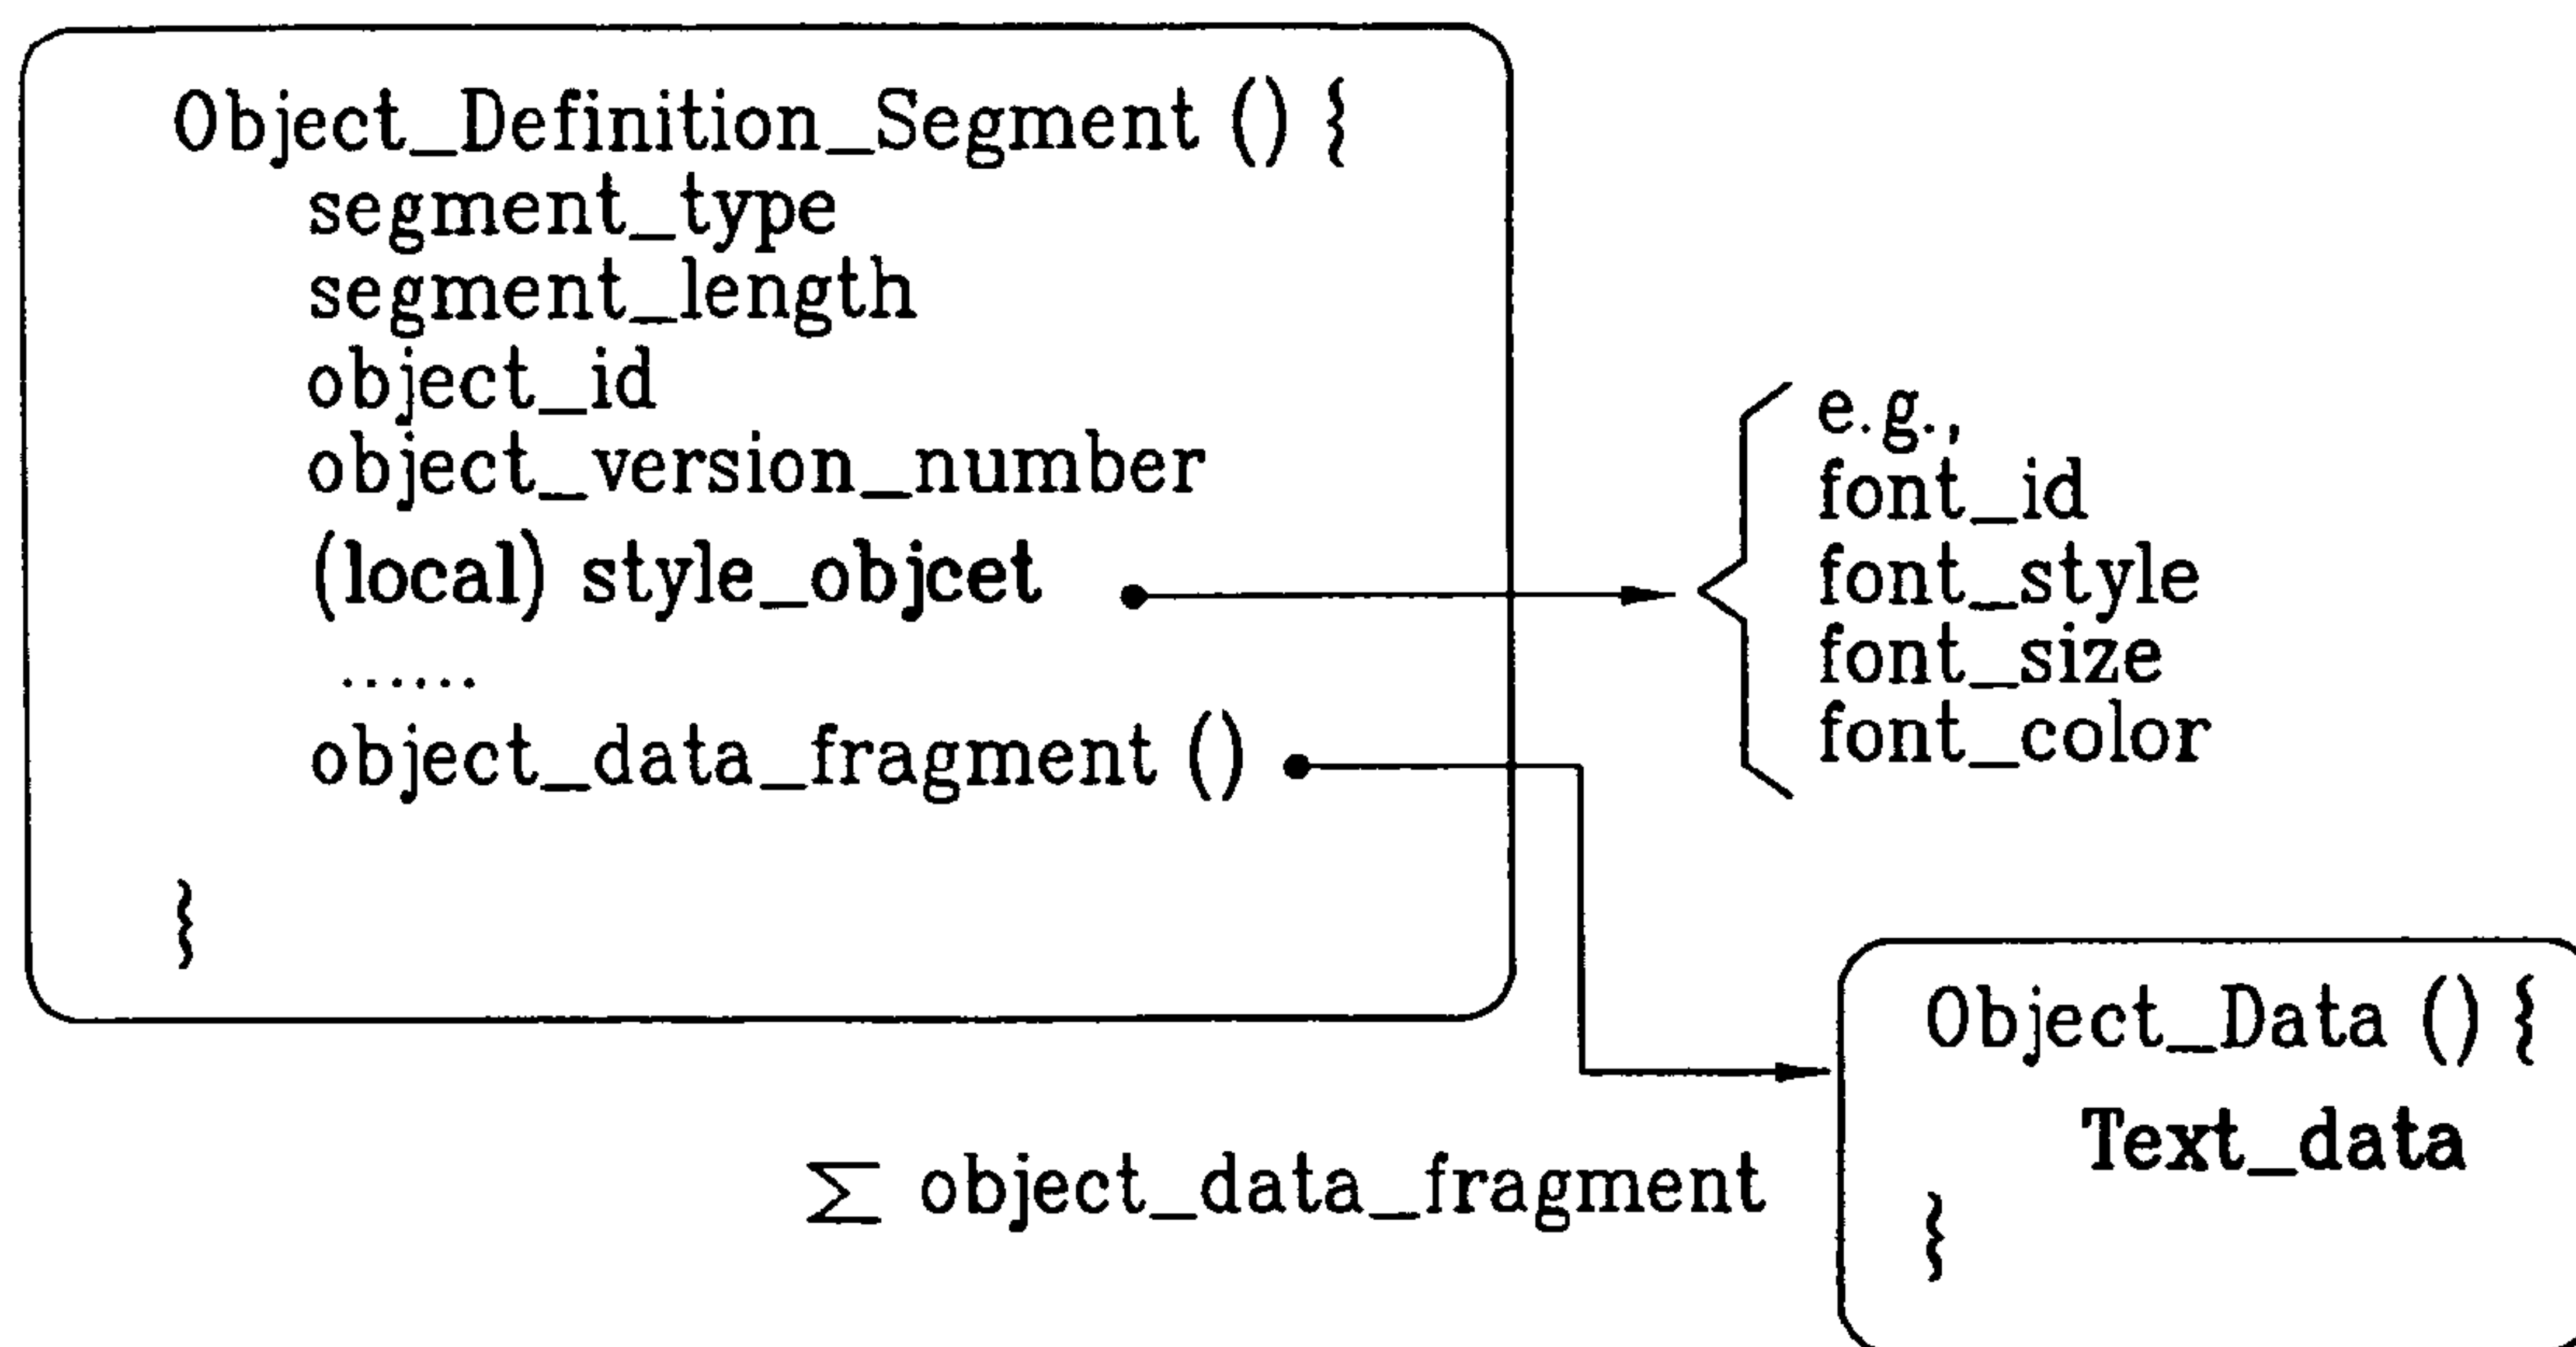 Object_Definition_Segment () {
segment_type
segment_length
object_id
object_version_number
(local) style_objcet
......
object_data_fragment ()
}
e.g.,
font_id
font_style
font_size
font_color
Σ object_data_fragment
Object_Data () {
Text_data
}